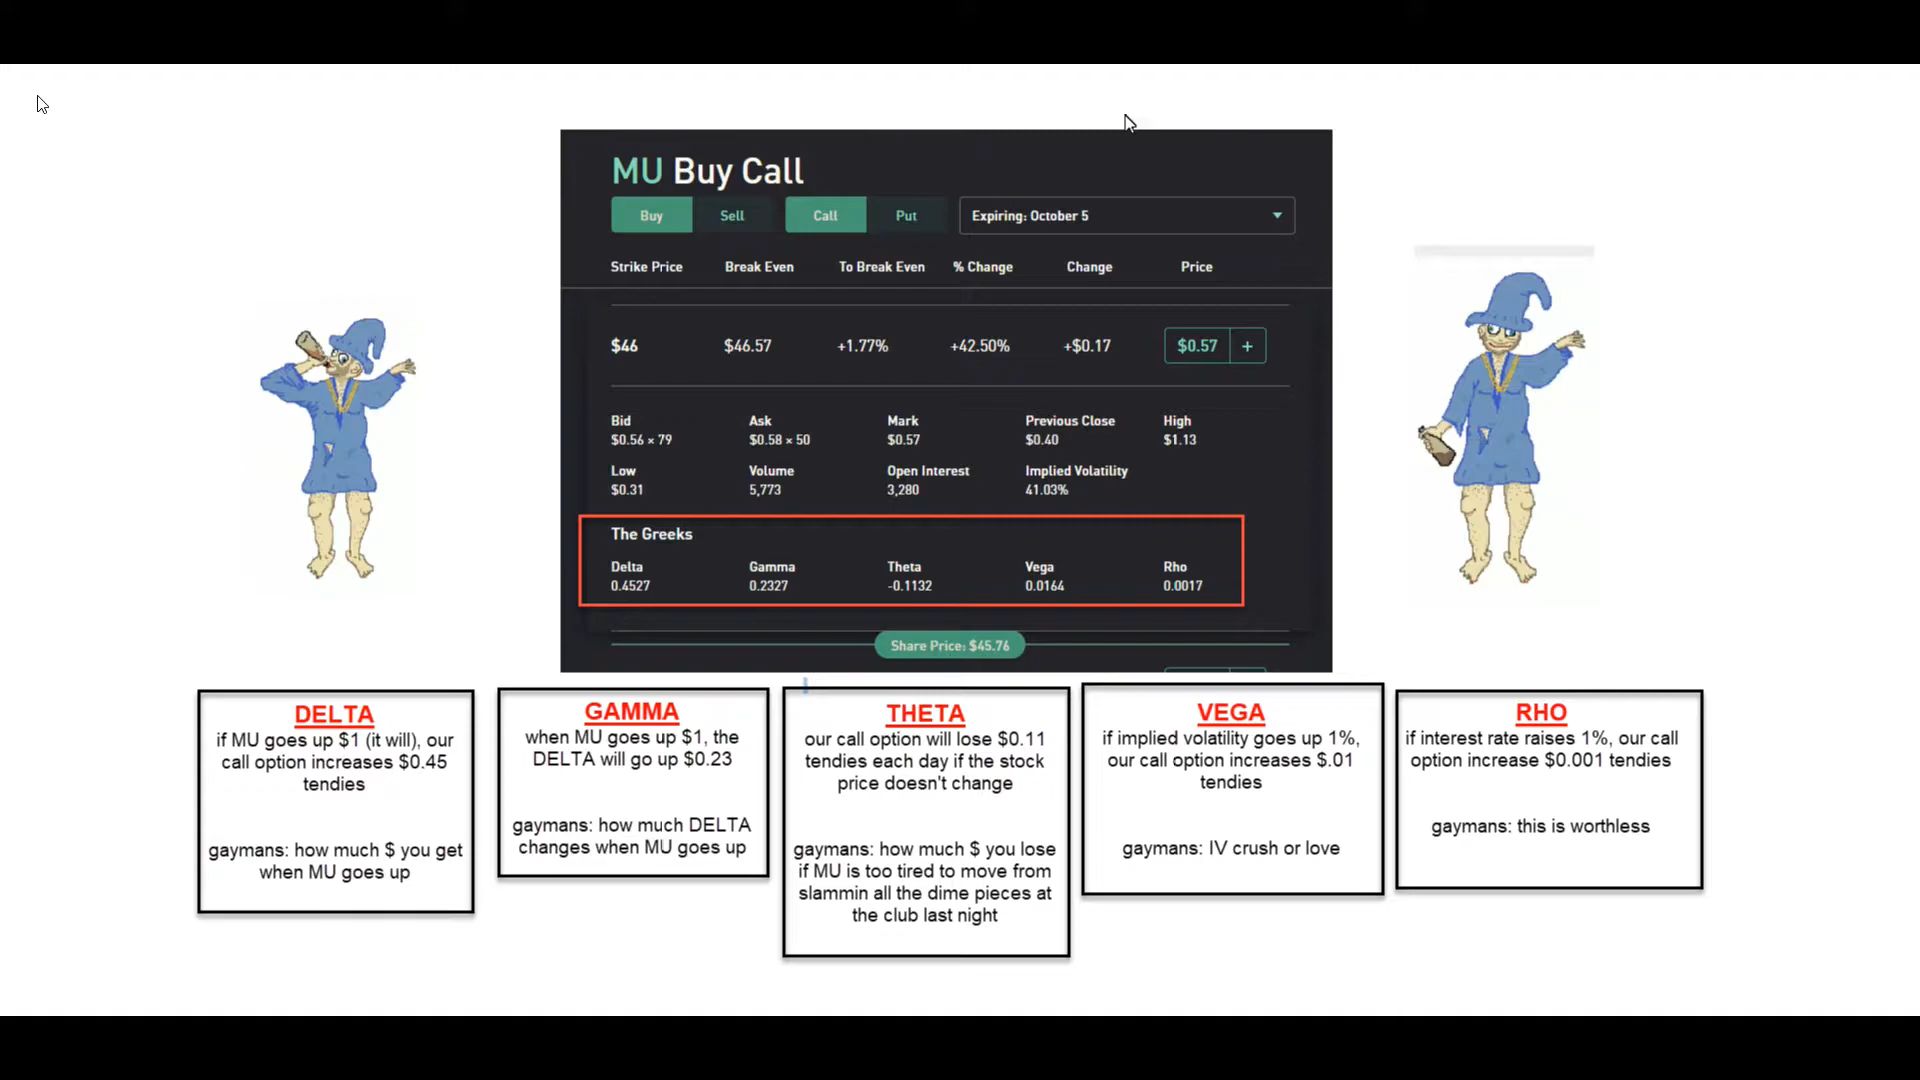 MU Buy Call
Buy Sell Call Put Expiring: October 5
Strike Price Break Even To Break Even % Change Change Price
$46 $46.57 +1.77% +42.50% +$0.17 $0.57 +
Bid Ask Mark Previous Close High
$0.56 × 79 $0.58 × 50 $0.57 $0.40 $1.13
Low Volume Open Interest Implied Volatility
$0.31 5,773 3,280 41.03%
The Greeks
Delta Gamma Theta Vega Rho
0.4527 0.2327 -0.1132 0.0164 0.0017
Share Price: $45.76
DELTA
if MU goes up $1 (it will), our
call option increases $0.45
tendies
gaymans: how much $ you get
when MU goes up
GAMMA
when MU goes up $1, the
DELTA will go up $0.23
gaymans: how much DELTA
changes when MU goes up
THETA
our call option will lose $0.11
tendies each day if the stock
price doesn't change
gaymans: how much $ you lose
if MU is too tired to move from
slammin all the dime pieces at
the club last night
VEGA
if implied volatility goes up 1%,
our call option increases $.01
tendies
gaymans: IV crush or love
RHO
if interest rate raises 1%, our call
option increase $0.001 tendies
gaymans: this is worthless